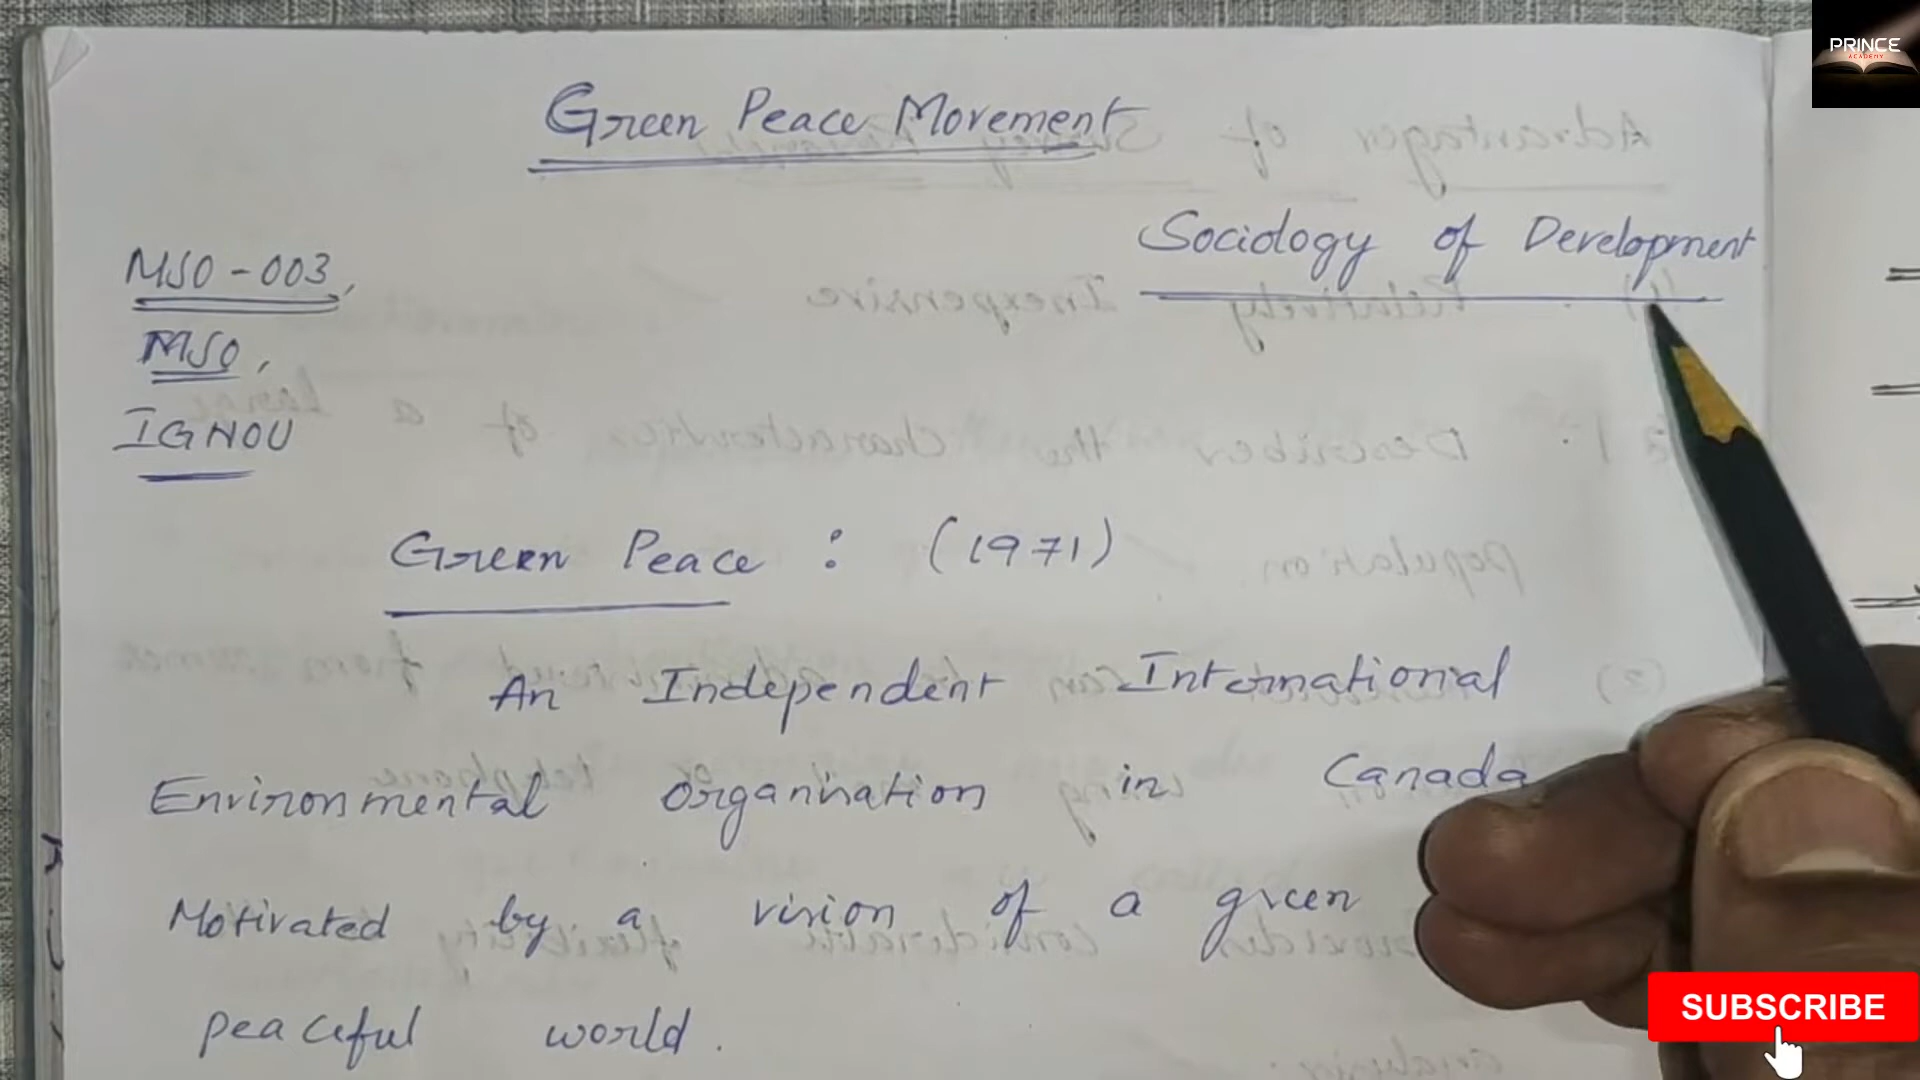 PRINCE
ACADEMY
Green Peace Movement
Sociology of Development
MSO-003,
MSO,
IGNOU
Green Peace : (1971)
An Independent International
Environmental Organisation in Canada
Motivated by a vision of a green
peaceful world.
SUBSCRIBE